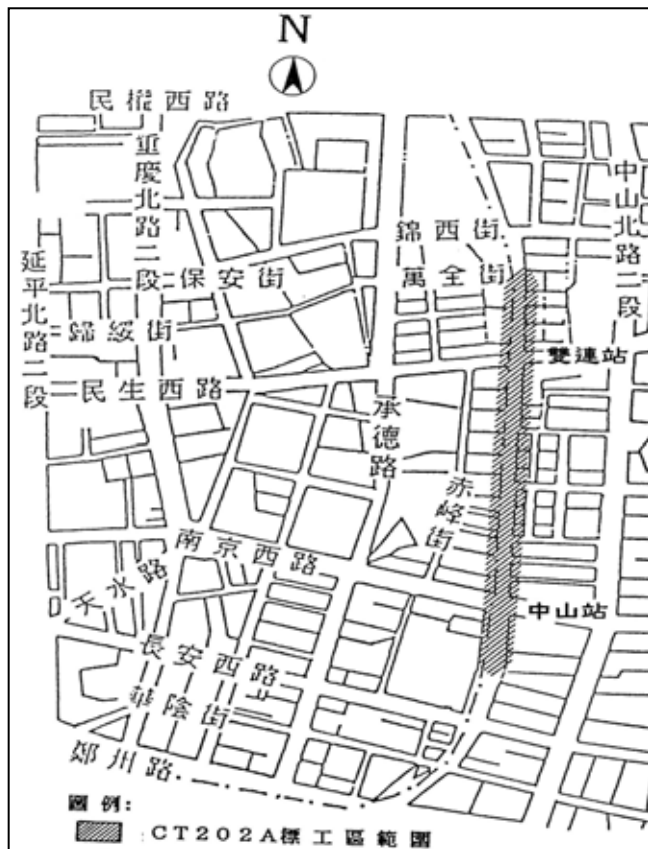 N
民權西路
重慶北路二段
中山北路二段
錦西街
延平北路二段
保安街
萬全街
歸綏街
雙連站
民生西路
承德路
赤峰街
南京西路
天水路
中山站
長安西路
華陰街
鄭州路
圖例:
CT202A標工區範圍